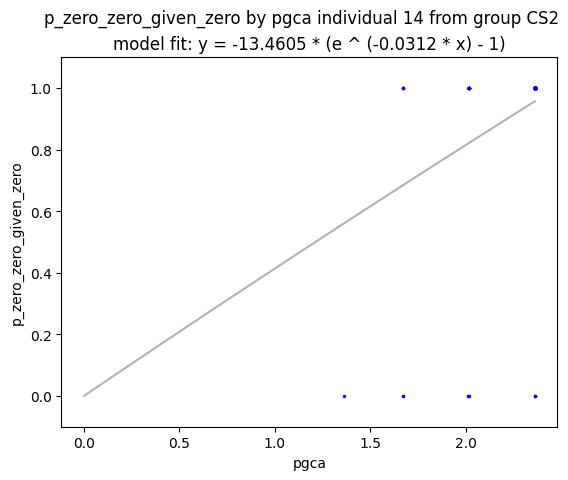 p_zero_zero_given_zero by pgca individual 14 from group CS2
model fit: y = -13.4605 * (e ^ (-0.0312 * x) - 1)
1.0
0.8
0.6
0.4
0.2
0.0
p_zero_zero_given_zero
0.0 0.5 1.0 1.5 2.0
pgca